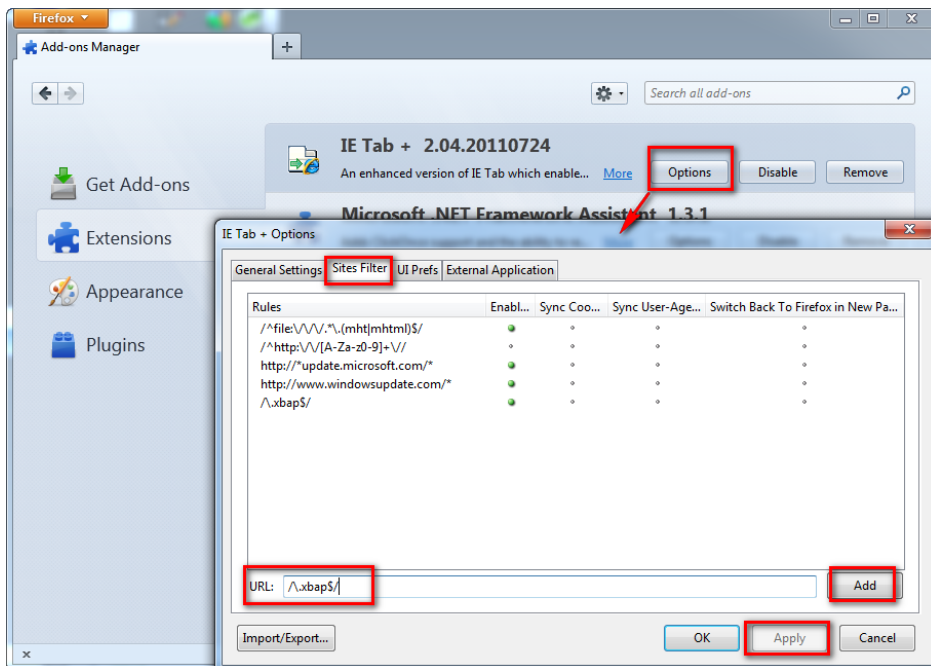 Firefox
Add-ons Manager
Search all add-ons
IE Tab + 2.04.20110724
An enhanced version of IE Tab which enable... More Options Disable Remove
Get Add-ons
Microsoft .NET Framework Assistant 1.3.1
Extensions
Appearance
Plugins
IE Tab + Options
General Settings Sites Filter UI Prefs External Application
Rules Enabl... Sync Coo... Sync User-Age... Switch Back To Firefox in New Pa...
/^file:\/\/\/.*\.(mht|mhtml)$/
/^http:\/\/[A-Za-z0-9]+\//
http://*update.microsoft.com/*
http://www.windowsupdate.com/*
/\.xbap$/
URL: /\.xbap$/ Add
Import/Export... OK Apply Cancel